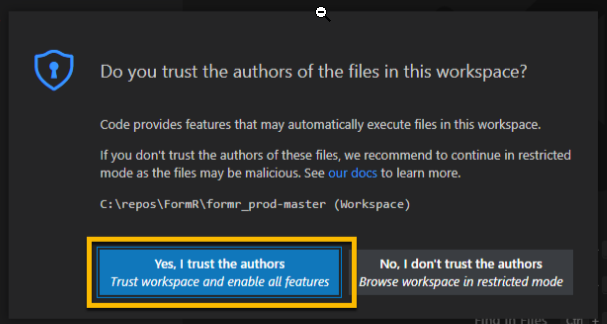 Do you trust the authors of the files in this workspace?
Code provides features that may automatically execute files in this workspace.
If you don't trust the authors of these files, we recommend to continue in restricted
mode as the files may be malicious. See our docs to learn more.
C:\repos\FormR\formr_prod-master (Workspace)
Yes, I trust the authors
Trust workspace and enable all features
No, I don't trust the authors
Browse workspace in restricted mode
Find in Files